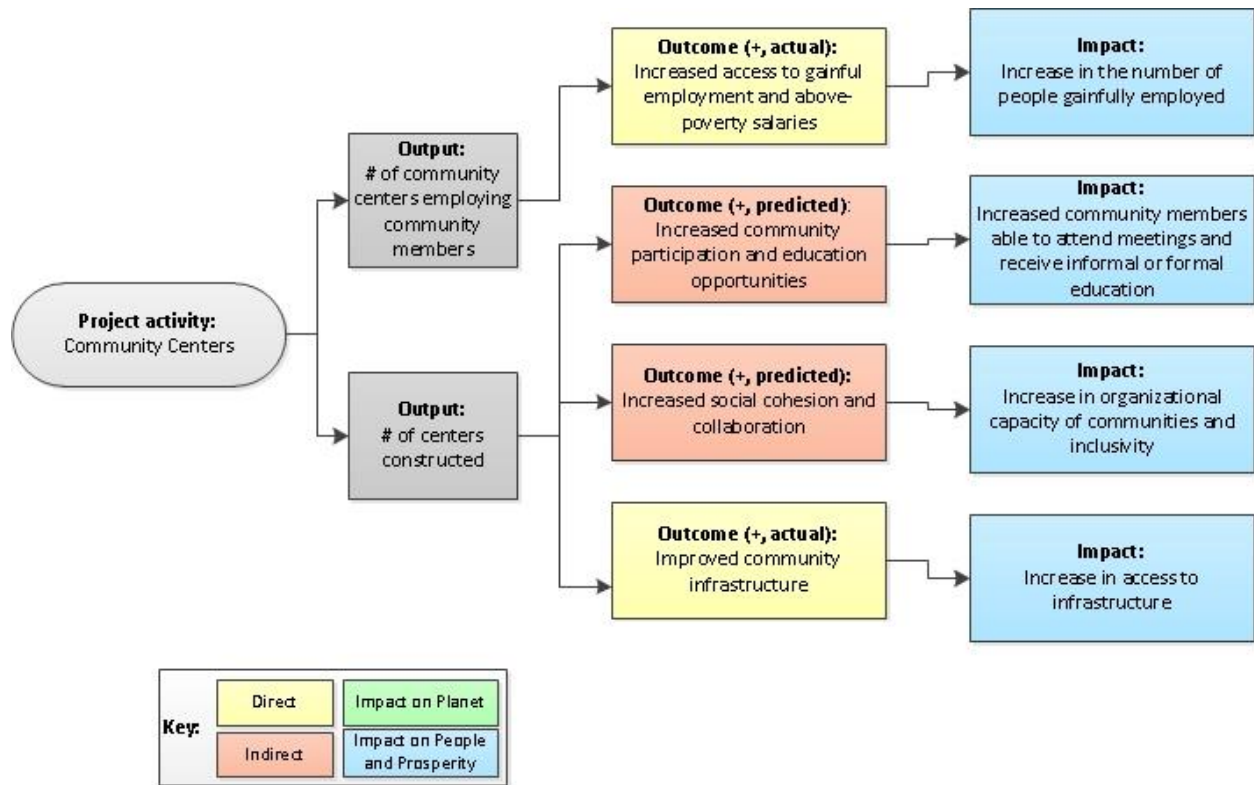 Project activity:
Community Centers
Output:
# of community
centers employing
community
members
Output:
# of centers
constructed
Outcome (+, actual):
Increased access to gainful
employment and above-
poverty salaries
Outcome (+, predicted):
Increased community
participation and education
opportunities
Outcome (+, predicted):
Increased social cohesion and
collaboration
Outcome (+, actual):
Improved community
infrastructure
Impact:
Increase in the number of
people gainfully employed
Impact:
Increased community members
able to attend meetings and
receive informal or formal
education
Impact:
Increase in organizational
capacity of communities and
inclusivity
Impact:
Increase in access to
infrastructure
Key:
Direct
Impact on Planet
Indirect
Impact on People
and Prosperity